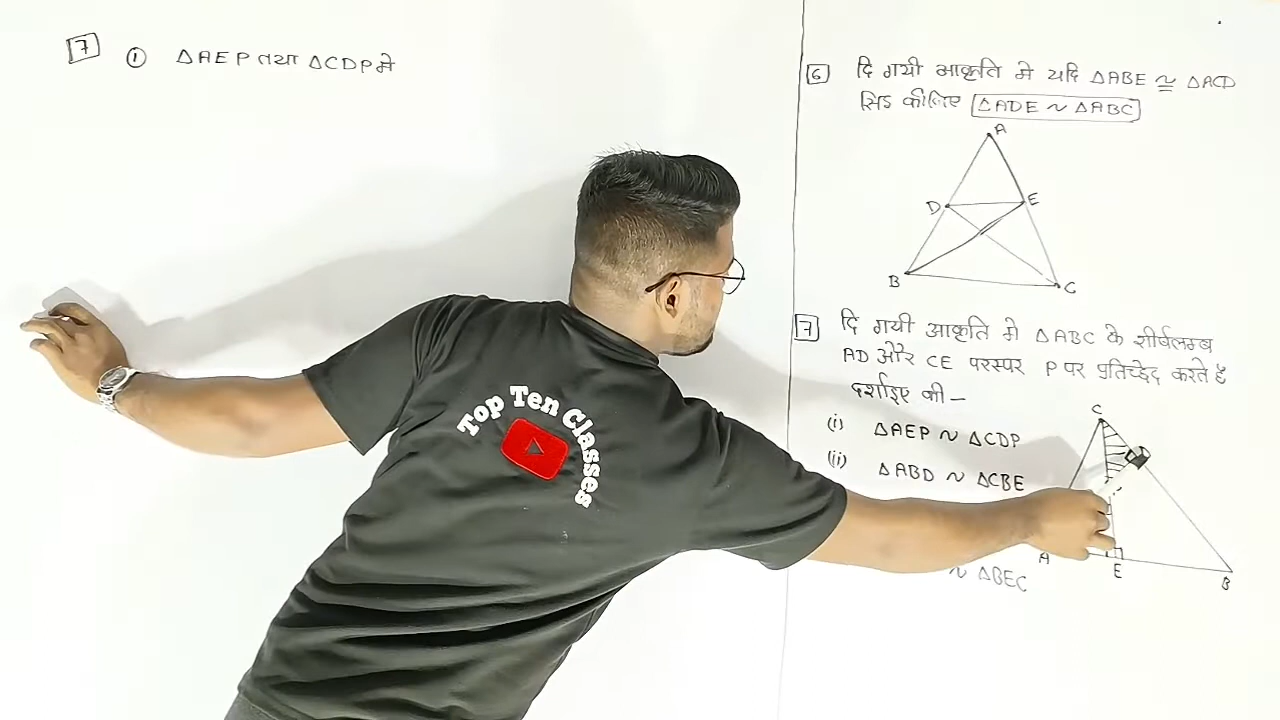 7 (i) ΔAEP तथा ΔCDP मे
6 दि गयी आकृति मे यदि ΔABE ≅ ΔACD
सिद्ध कीजिए ΔADE ~ ΔABC
A
D E
B C
7 दि गयी आकृति मे ΔABC के शीर्षलम्ब
AD और CE परस्पर P पर प्रतिच्छेद करते है
दर्शाइए की -
(i) ΔAEP ~ ΔCDP
(ii) ΔABD ~ ΔCBE
~ ΔBEC
C
A E B
Top Ten Classes